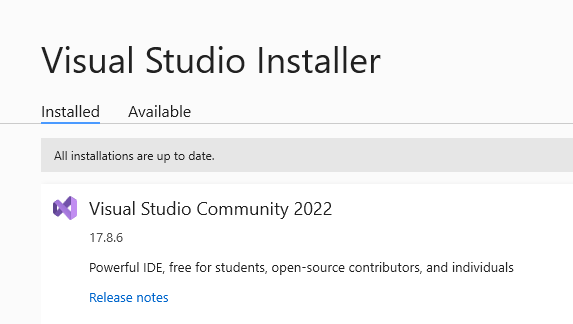 Visual Studio Installer
Installed
Available
All installations are up to date.
Visual Studio Community 2022
17.8.6
Powerful IDE, free for students, open-source contributors, and individuals
Release notes